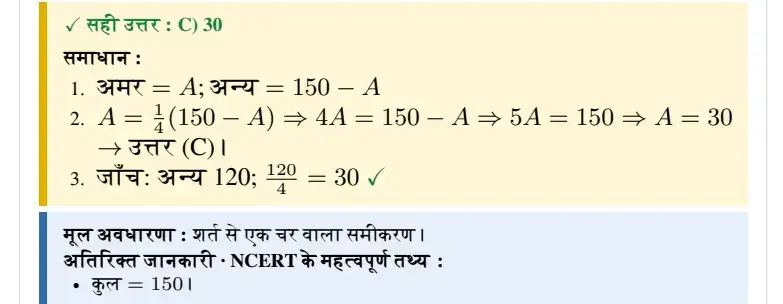 ✓ सही उत्तर : C) 30
समाधान :
1. अमर = A; अन्य = 150 − A
2. A = 1/4(150 − A) ⇒ 4A = 150 − A ⇒ 5A = 150 ⇒ A = 30
→ उत्तर (C)।
3. जाँच: अन्य 120; 120/4 = 30 ✓
मूल अवधारणा : शर्त से एक चर वाला समीकरण।
अतिरिक्त जानकारी · NCERT के महत्वपूर्ण तथ्य :
• कुल = 150।